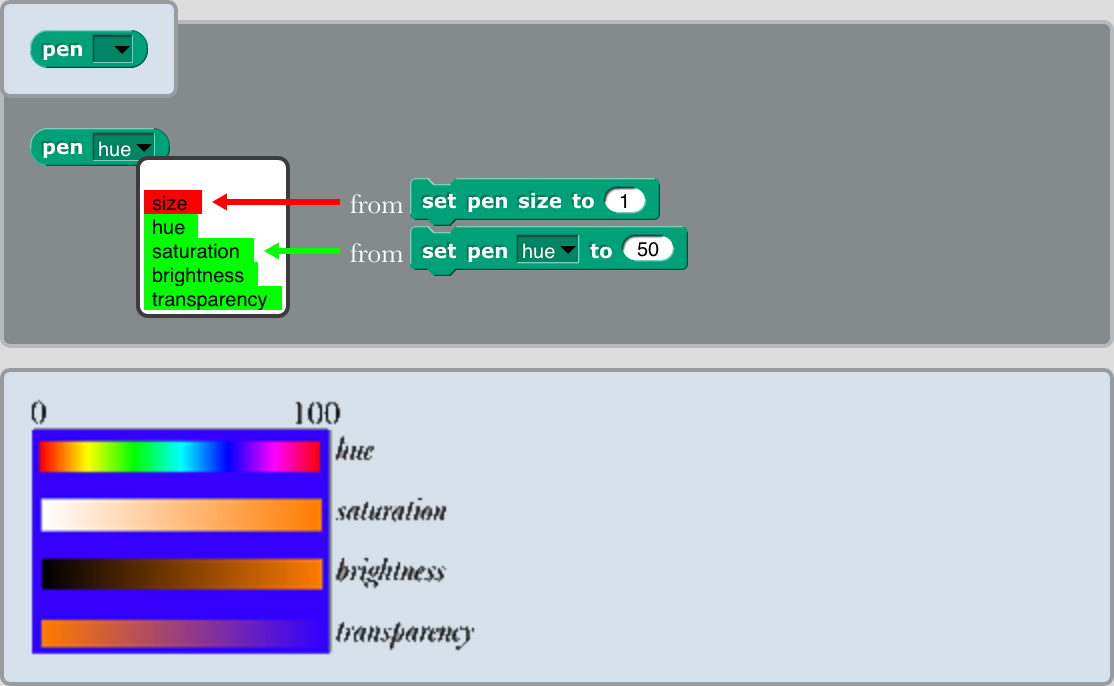 pen
pen hue
size
hue
saturation
brightness
transparency
from set pen size to 1
from set pen hue to 50
0 100
hue
saturation
brightness
transparency